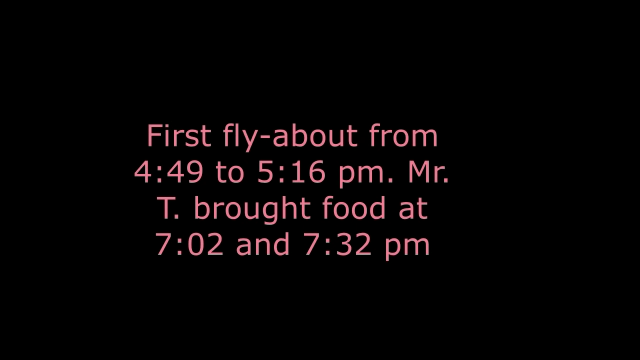 First fly-about from
4:49 to 5:16 pm. Mr.
T. brought food at
7:02 and 7:32 pm